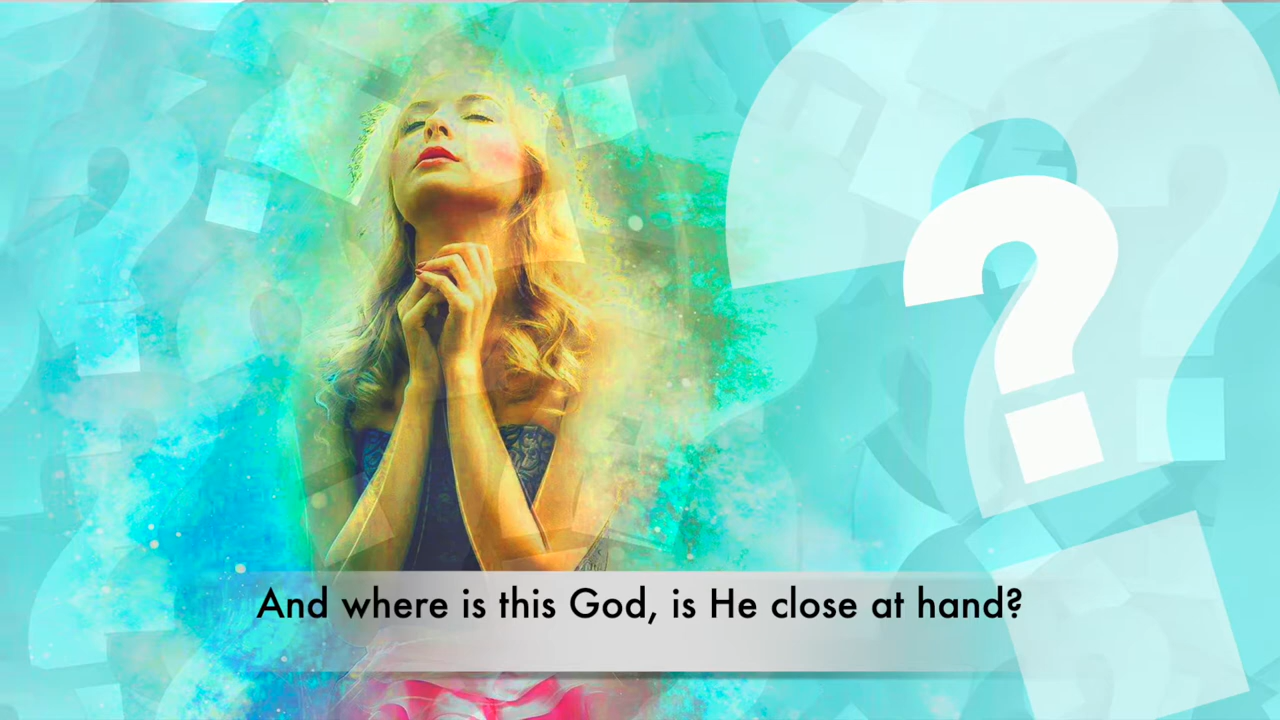 And where is this God, is He close at hand?
?